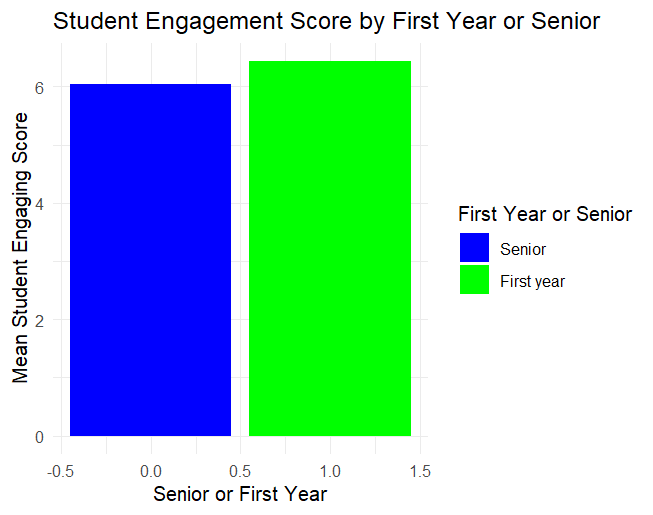 Student Engagement Score by First Year or Senior
Mean Student Engaging Score
6
4
2
0
-0.5
0.0
0.5
1.0
1.5
Senior or First Year
First Year or Senior
Senior
First year